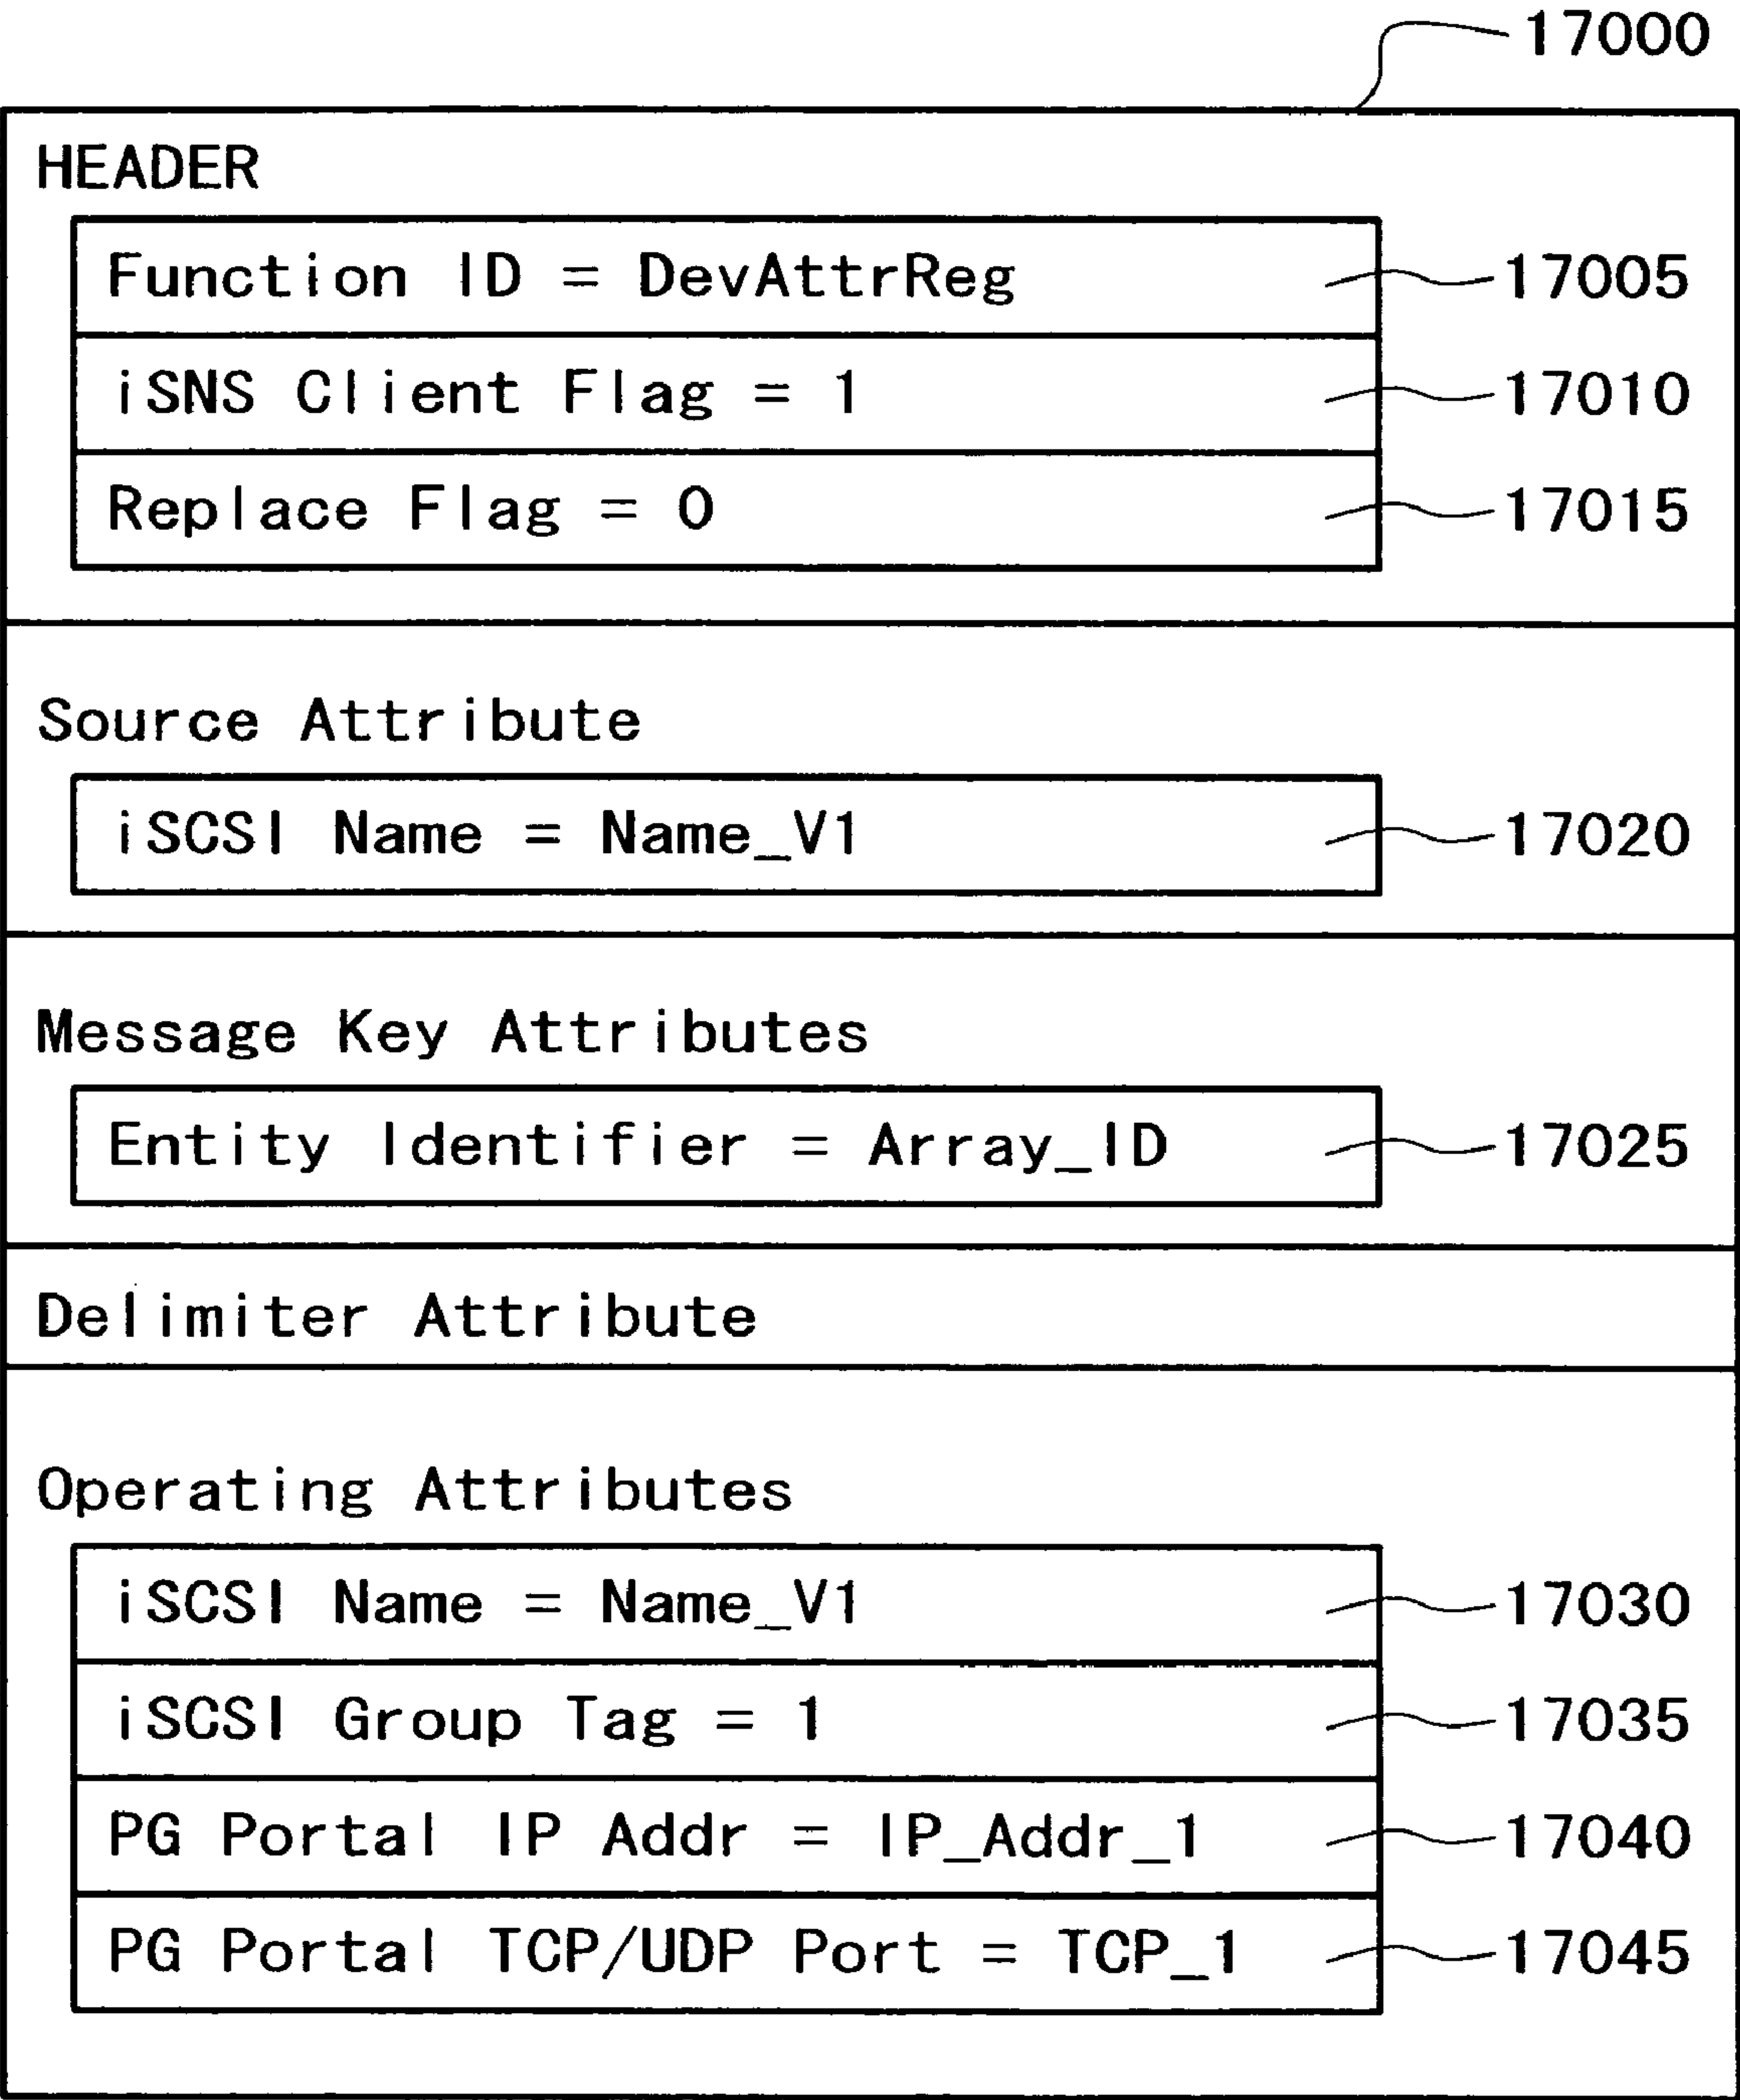 17000
HEADER
Function ID = DevAttrReg 17005
iSNS Client Flag = 1 17010
Replace Flag = 0 17015
Source Attribute
iSCSI Name = Name_V1 17020
Message Key Attributes
Entity Identifier = Array_ID 17025
Delimiter Attribute
Operating Attributes
iSCSI Name = Name_V1 17030
iSCSI Group Tag = 1 17035
PG Portal IP Addr = IP_Addr_1 17040
PG Portal TCP/UDP Port = TCP_1 17045